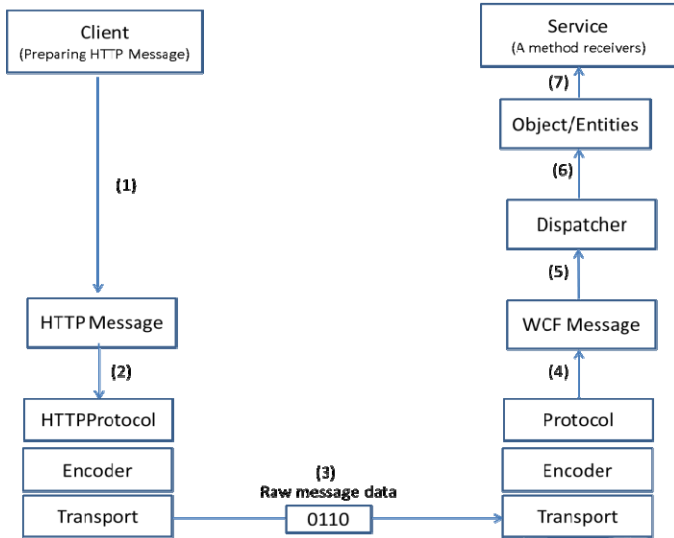 Client
(Preparing HTTP Message)
(1)
HTTP Message
(2)
HTTPProtocol
Encoder
Transport
(3)
Raw message data
0110
Service
(A method receivers)
(7)
Object/Entities
(6)
Dispatcher
(5)
WCF Message
(4)
Protocol
Encoder
Transport